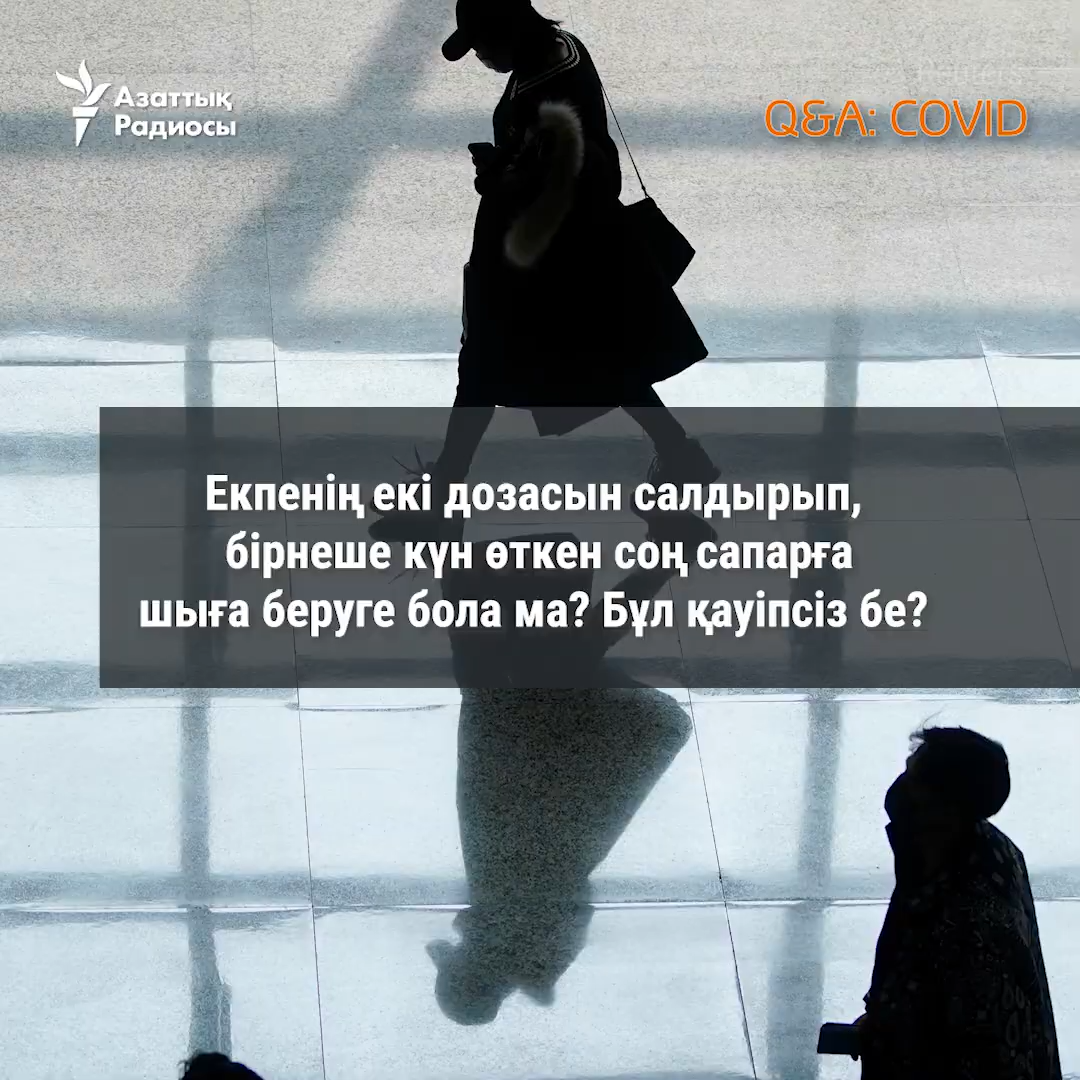 Азаттық
Радиосы
Reuters
Q&A: COVID
Екпенің екі дозасын салдырып,
бірнеше күн өткен соң сапарға
шыға беруге бола ма? Бұл қауіпсіз бе?